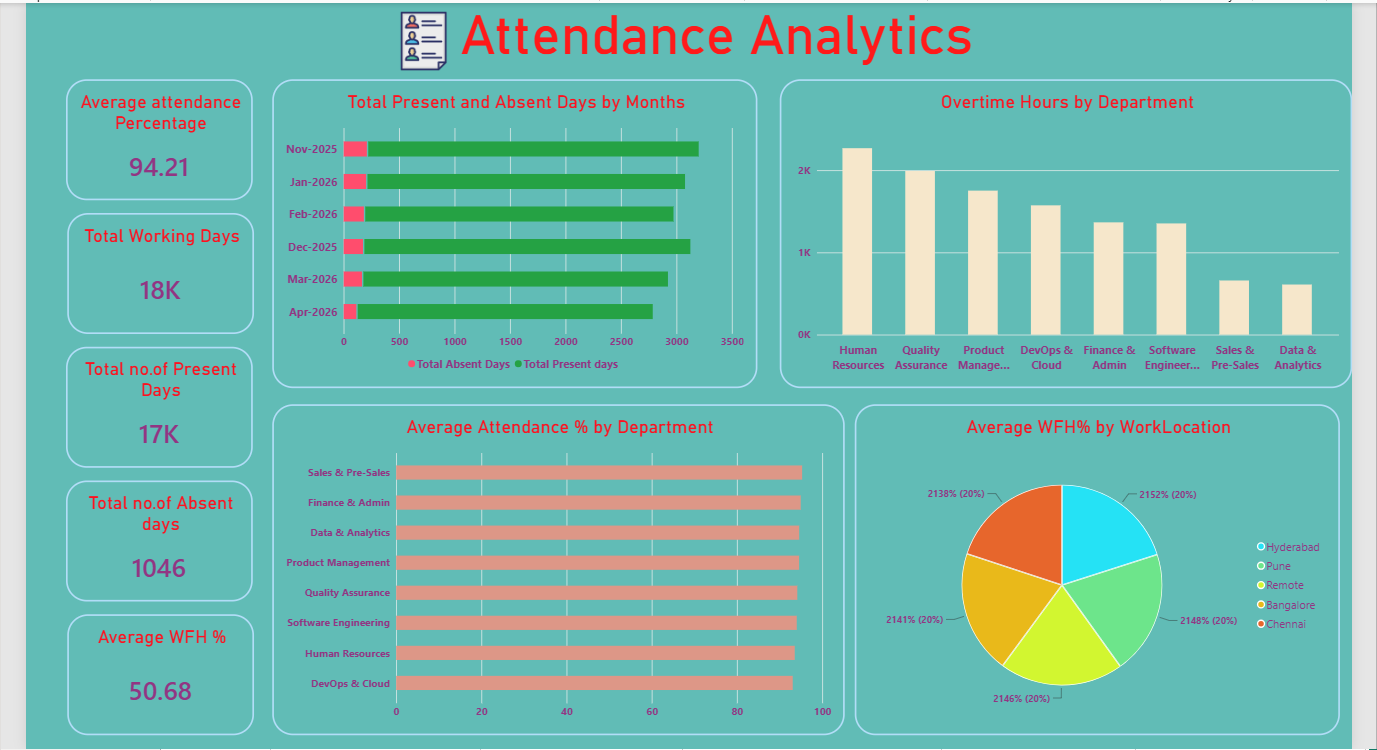 Attendance Analytics
Average attendance
Percentage
94.21
Total Working Days
18K
Total no.of Present
Days
17K
Total no.of Absent
days
1046
Average WFH %
50.68
Total Present and Absent Days by Months
Nov-2025
Jan-2026
Feb-2026
Dec-2025
Mar-2026
Apr-2026
0 500 1000 1500 2000 2500 3000 3500
Total Absent Days Total Present days
Overtime Hours by Department
2K
1K
0K
Human
Resources
Quality
Assurance
Product
Manage...
DevOps &
Cloud
Finance &
Admin
Software
Engineer...
Sales &
Pre-Sales
Data &
Analytics
Average Attendance % by Department
Sales & Pre-Sales
Finance & Admin
Data & Analytics
Product Management
Quality Assurance
Software Engineering
Human Resources
DevOps & Cloud
0 20 40 60 80 100
Average WFH% by WorkLocation
2138% (20%)
2152% (20%)
2141% (20%)
2148% (20%)
2146% (20%)
Hyderabad
Pune
Remote
Bangalore
Chennai